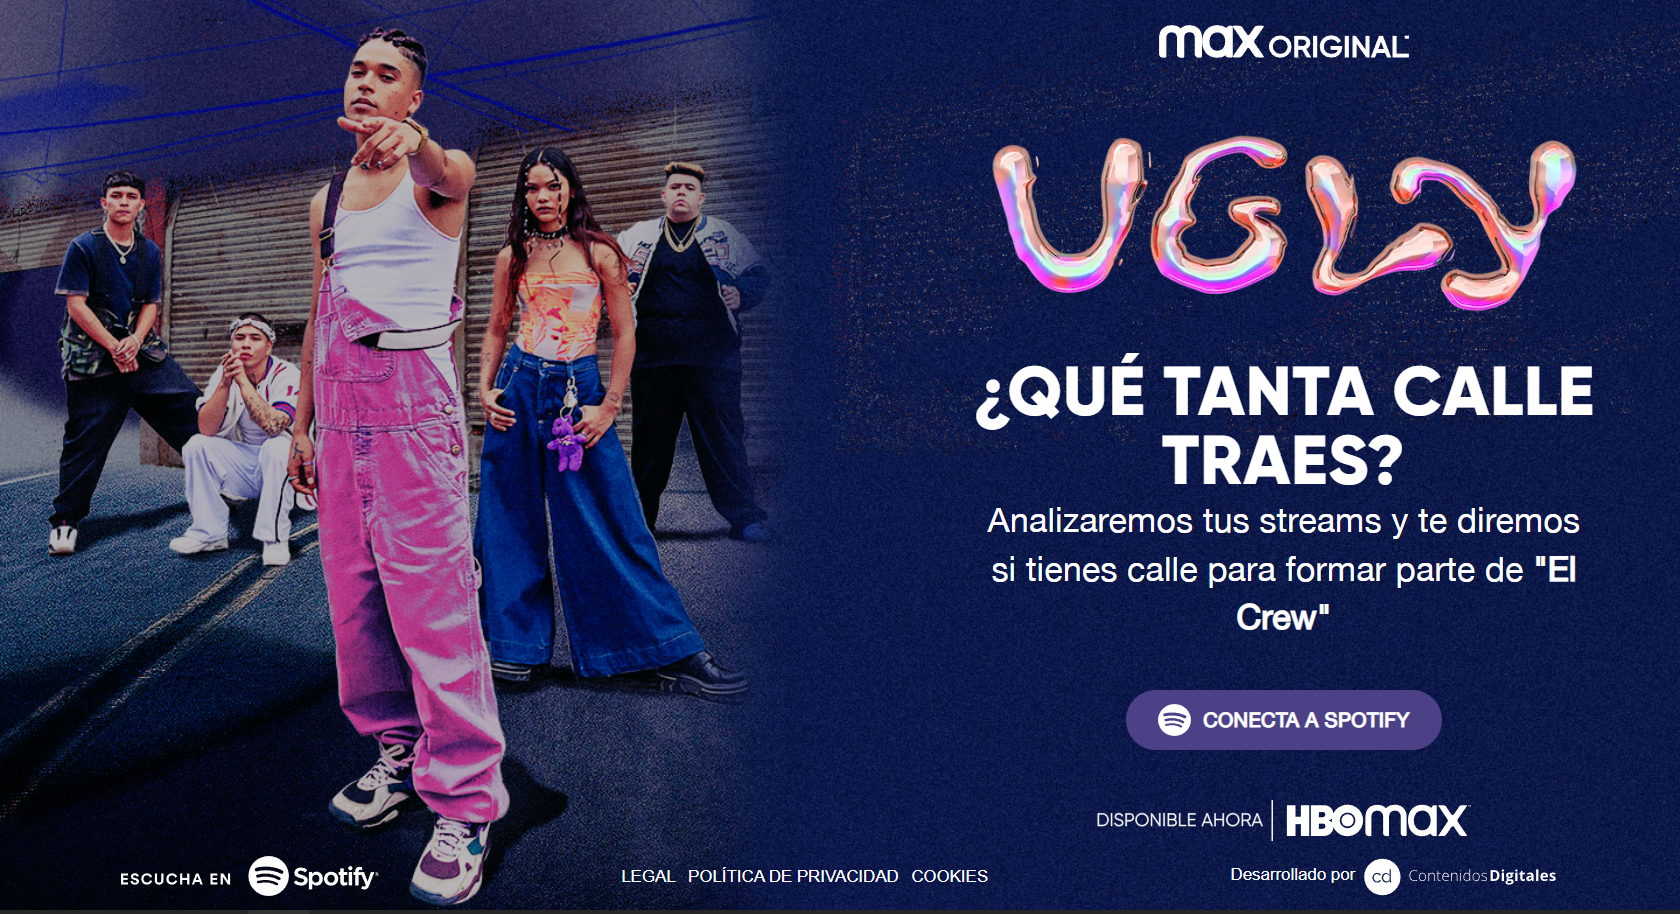 max ORIGINAL
UGLY
¿QUÉ TANTA CALLE
TRAES?
Analizaremos tus streams y te diremos
si tienes calle para formar parte de "El
Crew"
CONECTA A SPOTIFY
DISPONIBLE AHORA | HBOmax
ESCUCHA EN Spotify
LEGAL POLÍTICA DE PRIVACIDAD COOKIES
Desarrollado por cd ContenidosDigitales